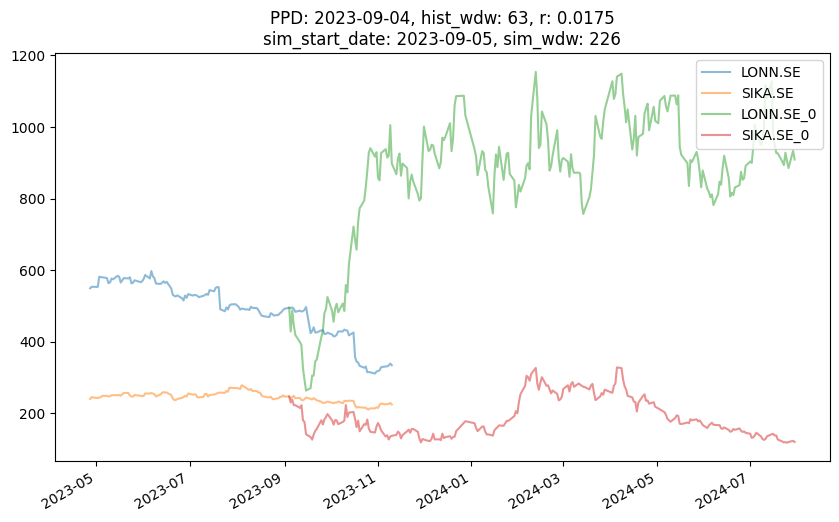 PPD: 2023-09-04, hist_wdw: 63, r: 0.0175
sim_start_date: 2023-09-05, sim_wdw: 226
1200
1000
800
600
400
200
LONN.SE
SIKA.SE
LONN.SE_0
SIKA.SE_0
2023-05
2023-07
2023-09
2023-11
2024-01
2024-03
2024-05
2024-07